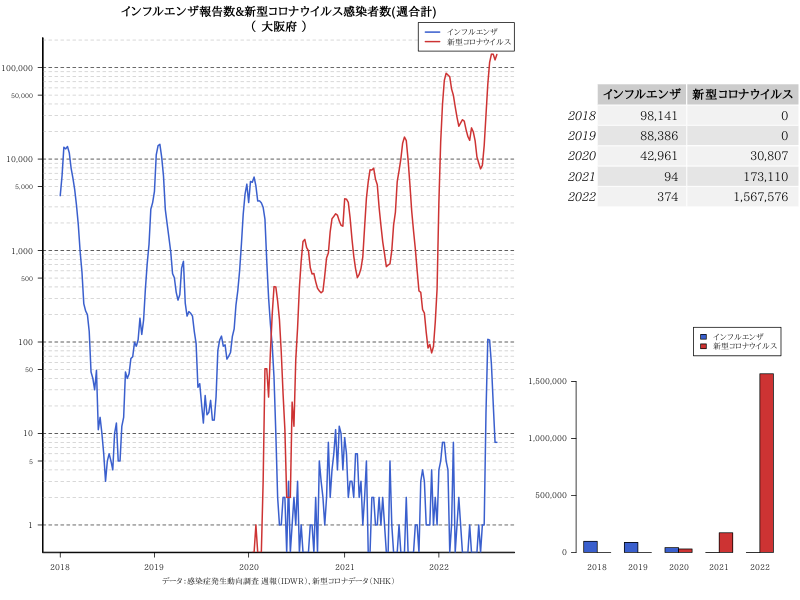 インフルエンザ報告数&新型コロナウイルス感染者数(週合計)
( 大阪府 )
インフルエンザ
新型コロナウイルス
100,000
50,000
10,000
5,000
1,000
500
100
50
10
5
1
2018 2019 2020 2021 2022
データ:感染症発生動向調査 週報(IDWR)、新型コロナデータ(NHK)
インフルエンザ 新型コロナウイルス
2018 98,141 0
2019 88,386 0
2020 42,961 30,807
2021 94 173,110
2022 374 1,567,576
インフルエンザ
新型コロナウイルス
1,500,000
1,000,000
500,000
0
2018 2019 2020 2021 2022